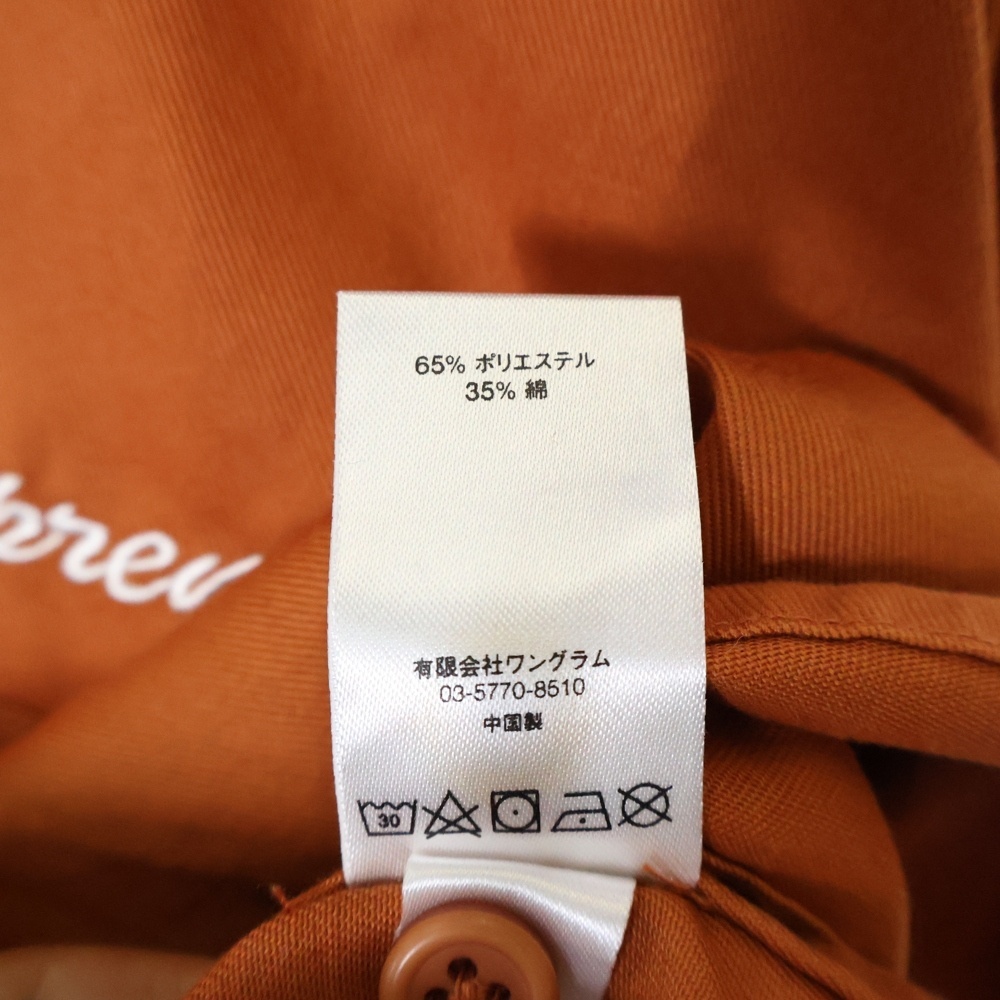 65% ポリエステル
35% 綿
prev
有限会社ワングラム
03-5770-8510
中国製
30